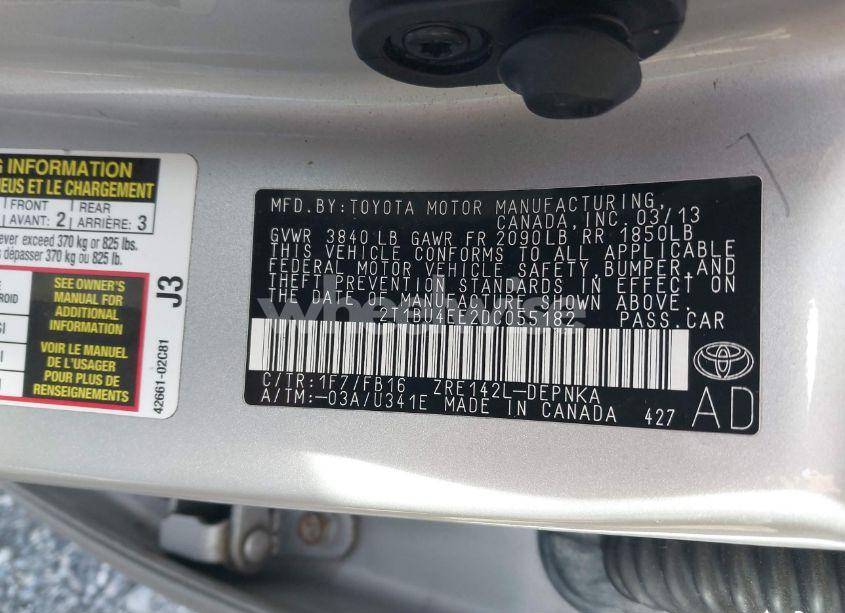 G INFORMATION
DEUS ET LE CHARGEMENT
FRONT REAR
AVANT: 2 ARRIÈRE: 3
ever exceed 370 kg or 825 lbs.
dépasser 370 kg ou 825 lb.
SEE OWNER'S
MANUAL FOR
ADDITIONAL
INFORMATION
VOIR LE MANUEL
DE L'USAGER
POUR PLUS DE
RENSEIGNEMENTS
J3
42661-02C81
MFD.BY:TOYOTA MOTOR MANUFACTURING,
CANADA,INC.03/13
GVWR 3840 LB GAWR FR 2090LB RR 1850LB
THIS VEHICLE CONFORMS TO ALL APPLICABLE
FEDERAL MOTOR VEHICLE SAFETY,BUMPER,AND
THEFT PREVENTION STANDARDS IN EFFECT ON
THE DATE OF MANUFACTURE SHOWN ABOVE.
2T1BU4EE2DC055182 PASS.CAR
C/TR:1F7/FB16 ZRE142L-DEPNKA
A/TM:-03A/U341E MADE IN CANADA 427
AD